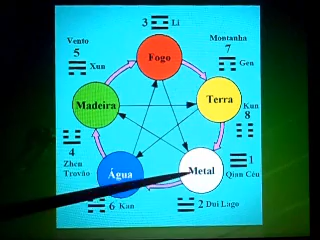 3 Li
Montanha
7
Gen
Vento
5
Xun
Fogo
Madeira
Terra
Kun
8
4
Zhen
Trovão
Água
Metal
1
Qian Céu
6 Kan
2 Dui Lago